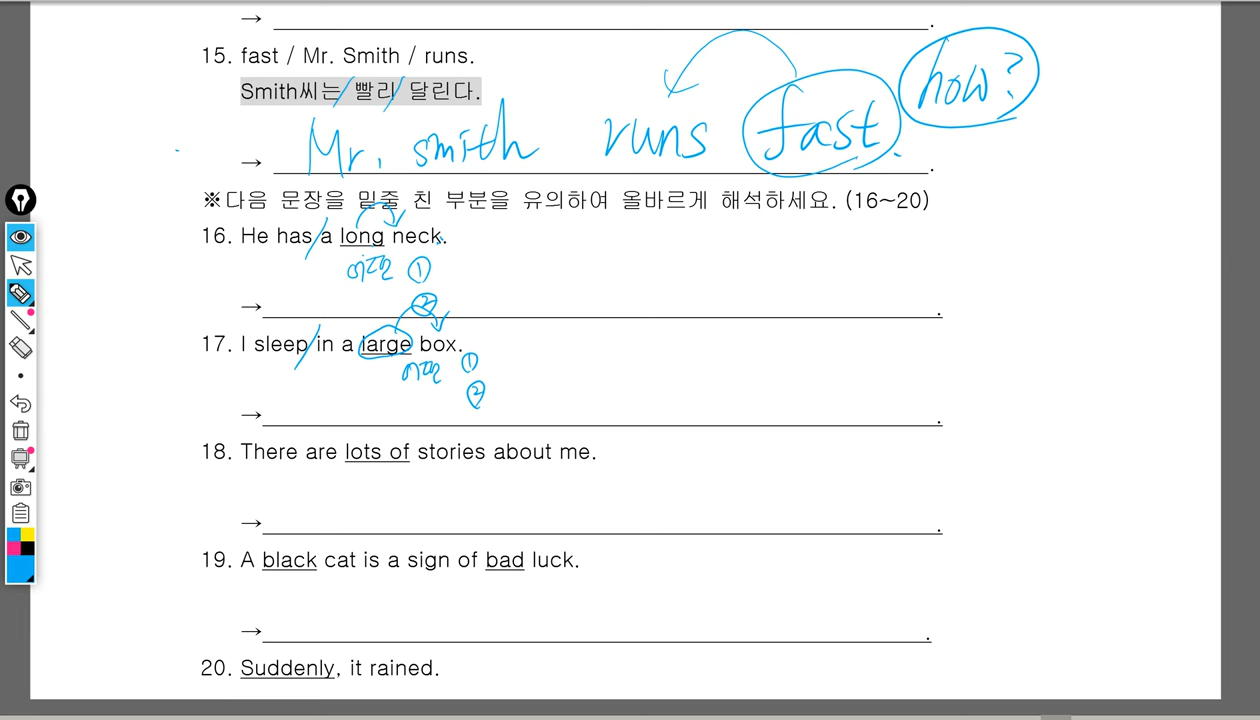 → .
15. fast / Mr. Smith / runs.
Smith씨는 / 빨리 / 달린다.
how?
→ Mr. smith runs fast. .
※다음 문장을 밑줄 친 부분을 유의하여 올바르게 해석하세요. (16~20)
16. He has / a long neck.
①
→ .
②
17. I sleep / in a large box.
①
②
→ .
18. There are lots of stories about me.
→ .
19. A black cat is a sign of bad luck.
→ .
20. Suddenly, it rained.